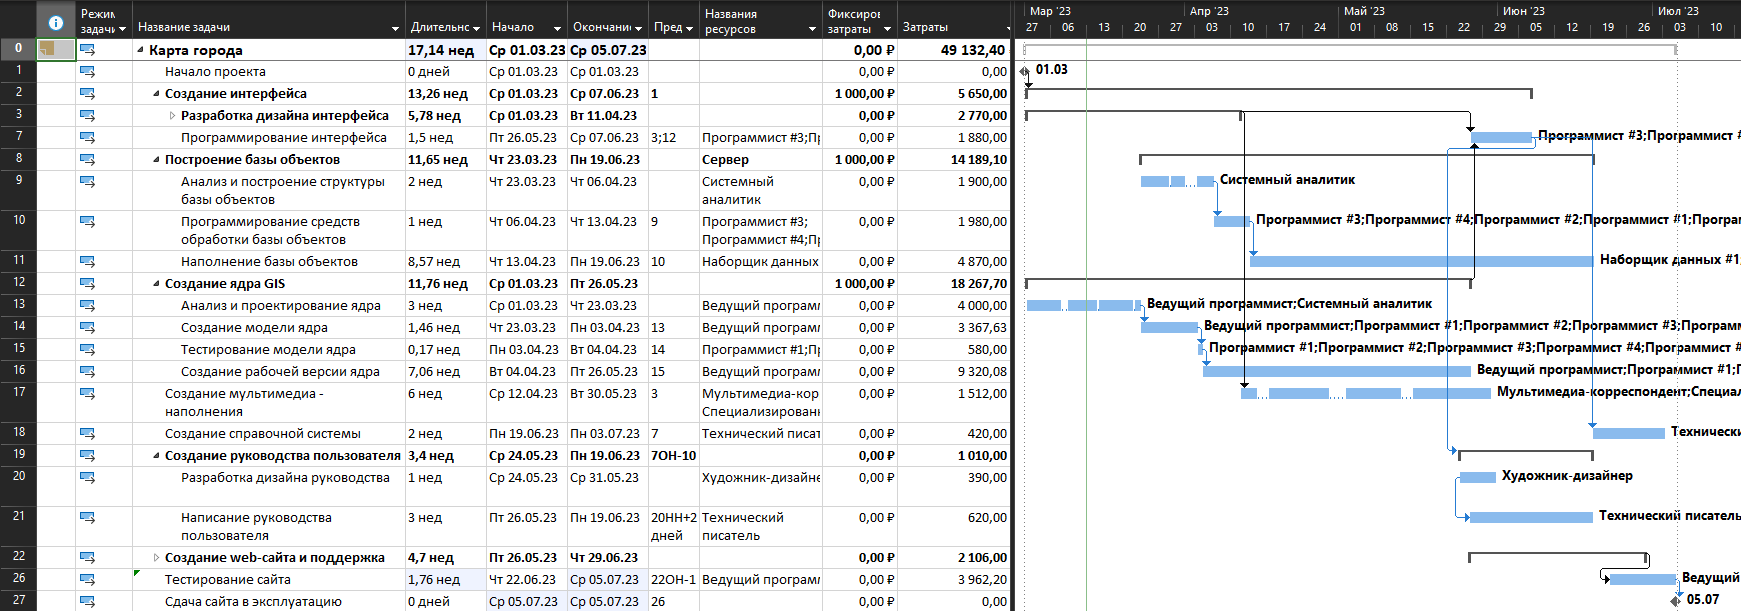 Режим задачи Название задачи Длительнс Начало Окончани Пред Названия ресурсов Фиксирое затраты Затраты
Мар '23 Апр '23 Май '23 Июн '23 Июл '23
27 06 13 20 27 03 10 17 24 01 08 15 22 29 05 12 19 26 03 10
0 Карта города 17,14 нед Ср 01.03.23 Ср 05.07.23 0,00 ₽ 49 132,40
1 Начало проекта 0 дней Ср 01.03.23 Ср 01.03.23 0,00 ₽ 0,00 01.03
2 Создание интерфейса 13,26 нед Ср 01.03.23 Ср 07.06.23 1 1 000,00 ₽ 5 650,00
3 Разработка дизайна интерфейса 5,78 нед Ср 01.03.23 Вт 11.04.23 0,00 ₽ 2 770,00
7 Программирование интерфейса 1,5 нед Пт 26.05.23 Ср 07.06.23 3;12 Программист #3;Пр 0,00 ₽ 1 880,00 Программист #3;Программист #
8 Построение базы объектов 11,65 нед Чт 23.03.23 Пн 19.06.23 Сервер 1 000,00 ₽ 14 189,10
9 Анализ и построение структуры базы объектов 2 нед Чт 23.03.23 Чт 06.04.23 Системный аналитик 0,00 ₽ 1 900,00 Системный аналитик
10 Программирование средств обработки базы объектов 1 нед Чт 06.04.23 Чт 13.04.23 9 Программист #3; Программист #4;Пр 0,00 ₽ 1 980,00 Программист #3;Программист #4;Программист #2;Программист #1;Програм
11 Наполнение базы объектов 8,57 нед Чт 13.04.23 Пн 19.06.23 10 Наборщик данных 0,00 ₽ 4 870,00 Наборщик данных #1;
12 Создание ядра GIS 11,76 нед Ср 01.03.23 Пт 26.05.23 1 000,00 ₽ 18 267,70
13 Анализ и проектирование ядра 3 нед Ср 01.03.23 Чт 23.03.23 Ведущий программ 0,00 ₽ 4 000,00 Ведущий программист;Системный аналитик
14 Создание модели ядра 1,46 нед Чт 23.03.23 Пн 03.04.23 13 Ведущий программ 0,00 ₽ 3 367,63 Ведущий программист;Программист #1;Программист #2;Программист #3;Програм
15 Тестирование модели ядра 0,17 нед Пн 03.04.23 Вт 04.04.23 14 Программист #1;Пр 0,00 ₽ 580,00 Программист #1;Программист #2;Программист #3;Программист #4;Программист #
16 Создание рабочей версии ядра 7,06 нед Вт 04.04.23 Пт 26.05.23 15 Ведущий программ 0,00 ₽ 9 320,08 Ведущий программист;Программист #1;П
17 Создание мультимедиа - наполнения 6 нед Ср 12.04.23 Вт 30.05.23 3 Мультимедиа-кор Специализирован 0,00 ₽ 1 512,00 Мультимедиа-корреспондент;Специал
18 Создание справочной системы 2 нед Пн 19.06.23 Пн 03.07.23 7 Технический писат 0,00 ₽ 420,00 Технически
19 Создание руководства пользователя 3,4 нед Ср 24.05.23 Пн 19.06.23 7ОН-10 0,00 ₽ 1 010,00
20 Разработка дизайна руководства 1 нед Ср 24.05.23 Ср 31.05.23 Художник-дизайне 0,00 ₽ 390,00 Художник-дизайнер
21 Написание руководства пользователя 3 нед Пт 26.05.23 Пн 19.06.23 20НН+2 дней Технический писатель 0,00 ₽ 620,00 Технический писатель
22 Создание web-сайта и поддержка 4,7 нед Пт 26.05.23 Чт 29.06.23 0,00 ₽ 2 106,00
26 Тестирование сайта 1,76 нед Чт 22.06.23 Ср 05.07.23 22ОН-1 Ведущий программ 0,00 ₽ 3 962,20 Ведущий
27 Сдача сайта в эксплуатацию 0 дней Ср 05.07.23 Ср 05.07.23 26 0,00 ₽ 0,00 05.07